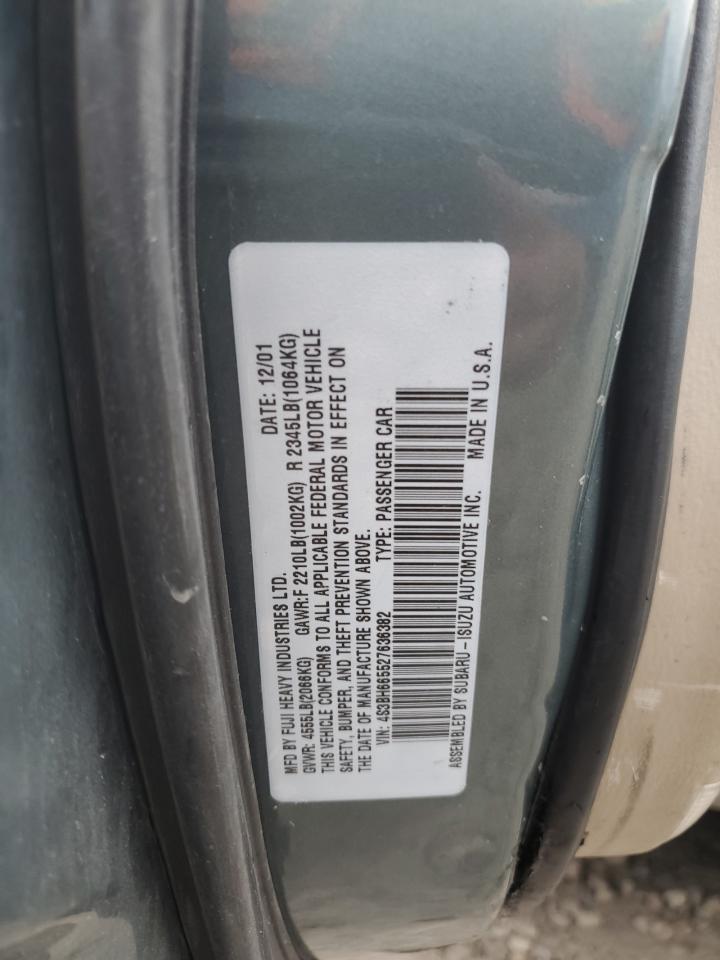 MFD BY FUJI HEAVY INDUSTRIES LTD. DATE: 12/01
GVWR: 4555LB(2066KG) GAWR:F 2210LB(1002KG) R 2345LB(1064KG)
THIS VEHICLE CONFORMS TO ALL APPLICABLE FEDERAL MOTOR VEHICLE
SAFETY, BUMPER, AND THEFT PREVENTION STANDARDS IN EFFECT ON
THE DATE OF MANUFACTURE SHOWN ABOVE.
VIN: 4S3BH665527636382 TYPE: PASSENGER CAR
ASSEMBLED BY SUBARU-ISUZU AUTOMOTIVE INC. MADE IN U.S.A.